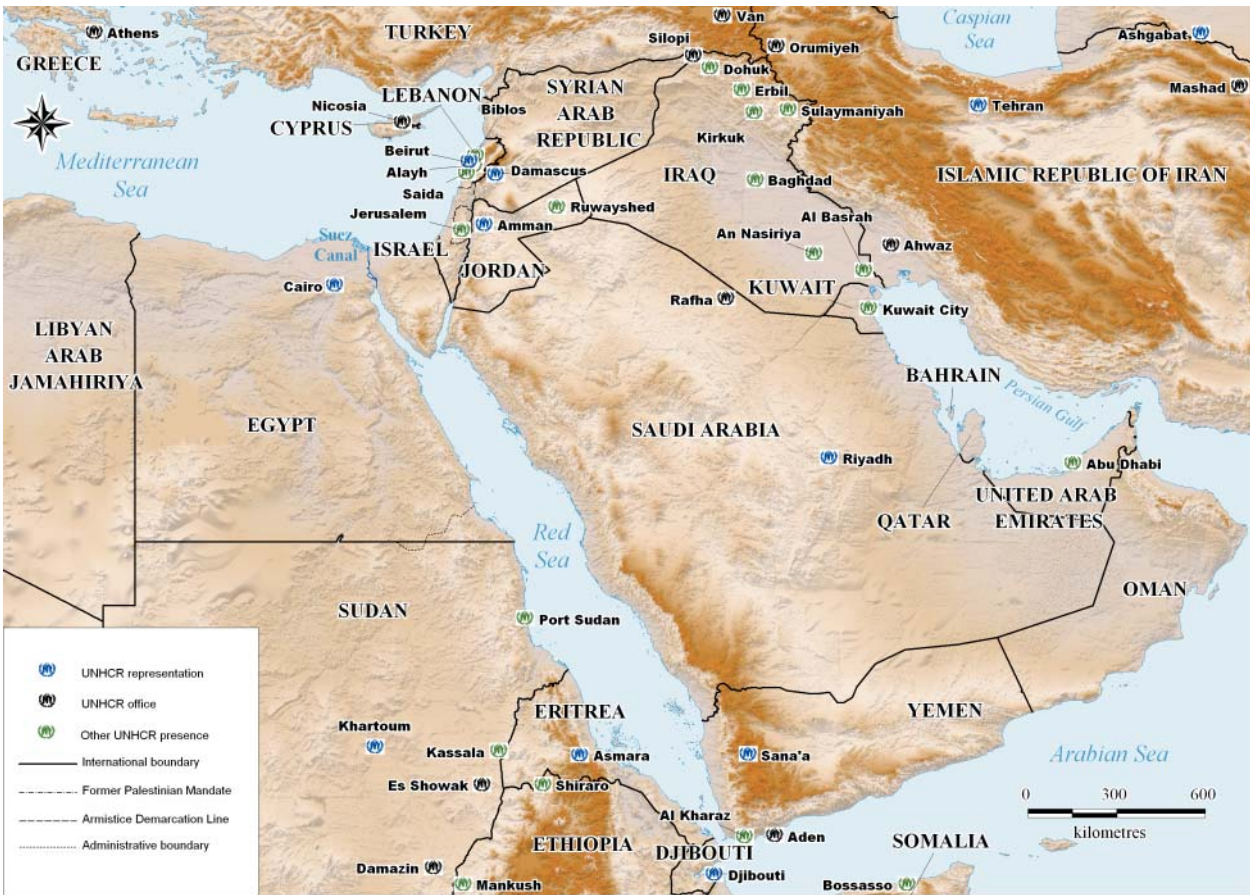 Van
Caspian
Sea
Ashgabat
Athens
TURKEY
Silopi
Orumiyeh
GREECE
Dohuk
Mashad
LEBANON
Biblos
SYRIAN
ARAB
REPUBLIC
Erbil
Sulaymaniyah
Tehran
Nicosia
CYPRUS
Kirkuk
Mediterranean
Sea
Beirut
Alayh
Damascus
IRAQ
Baghdad
ISLAMIC REPUBLIC OF IRAN
Saida
Jerusalem
Ruwayshed
Al Basrah
Amman
An Nasiriya
Ahwaz
Suez
Canal
ISRAEL
JORDAN
Cairo
KUWAIT
Rafha
Kuwait City
LIBYAN
ARAB
JAMAHIRIYA
BAHRAIN
Persian Gulf
EGYPT
SAUDI ARABIA
Riyadh
Abu Dhabi
UNITED ARAB
EMIRATES
QATAR
Red
Sea
OMAN
SUDAN
Port Sudan
UNHCR representation
UNHCR office
Other UNHCR presence
International boundary
Former Palestinian Mandate
Armistice Demarcation Line
Administrative boundary
ERITREA
YEMEN
Khartoum
Kassala
Asmara
Sana'a
Arabian Sea
Es Showak
Shiraro
0 300 600
kilometres
Al Kharaz
Aden
SOMALIA
ETHIOPIA
DJIBOUTI
Damazin
Djibouti
Mankush
Bossasso